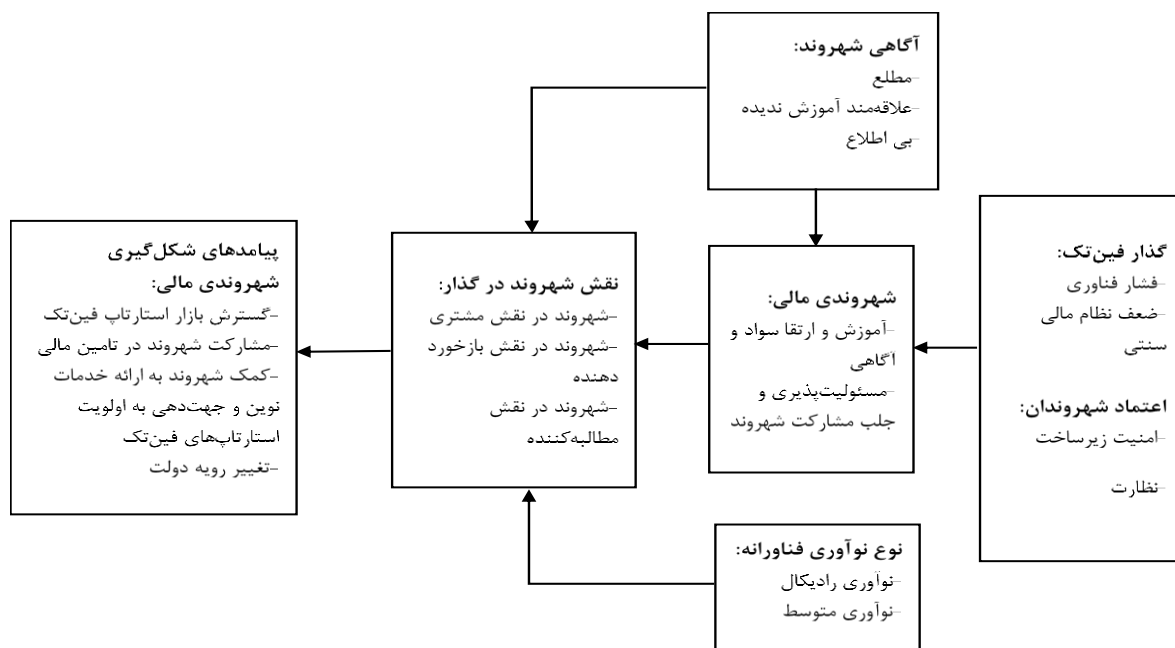 آگاهی شهروند:
-مطلع
-علاقه‌مند آموزش ندیده
-بی اطلاع
گذار فین‌تک:
-فشار فناوری
-ضعف نظام مالی
سنتی
اعتماد شهروندان:
-امنیت زیرساخت
-نظارت
شهروندی مالی:
-آموزش و ارتقا سواد و
آگاهی
-مسئولیت‌پذیری و
جلب مشارکت شهروند
نقش شهروند در گذار:
-شهروند در نقش مشتری
-شهروند در نقش بازخورد
دهنده
-شهروند در نقش
مطالبه‌کننده
پیامدهای شکل‌گیری
شهروندی مالی:
-گسترش بازار استارتاپ فین‌تک
-مشارکت شهروند در تامین مالی
-کمک شهروند به ارائه خدمات
نوین و جهت‌دهی به اولویت
استارتاپ‌های فین‌تک
-تغییر رویه دولت
نوع نوآوری فناورانه:
-نوآوری رادیکال
-نوآوری متوسط